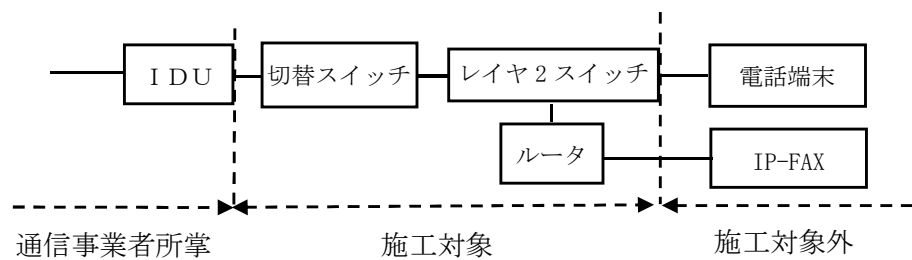 ＩＤＵ
切替スイッチ
レイヤ２スイッチ
電話端末
ルータ
IP-FAX
通信事業者所掌
施工対象
施工対象外